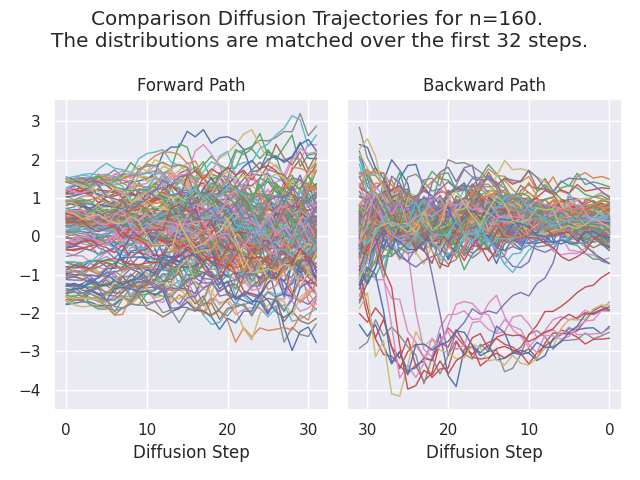 Comparison Diffusion Trajectories for n=160.
The distributions are matched over the first 32 steps.
Forward Path
Backward Path
3
2
1
0
−1
−2
−3
−4
0 10 20 30
30 20 10 0
Diffusion Step
Diffusion Step